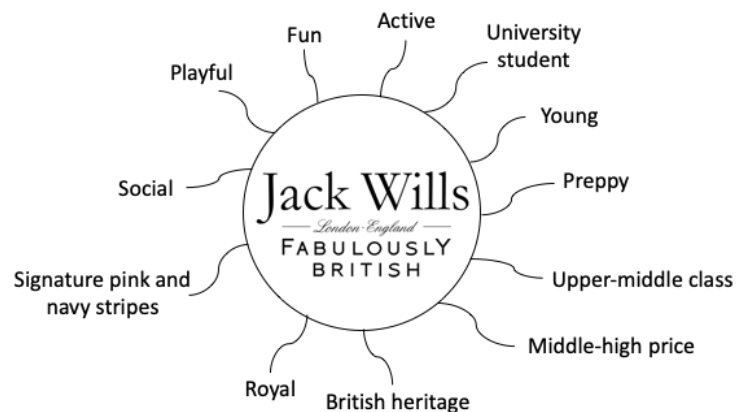 Active
Fun
University
student
Playful
Young
Preppy
Social
Jack Wills
London-England
FABULOUSLY
BRITISH
Signature pink and
navy stripes
Upper-middle class
Middle-high price
Royal
British heritage